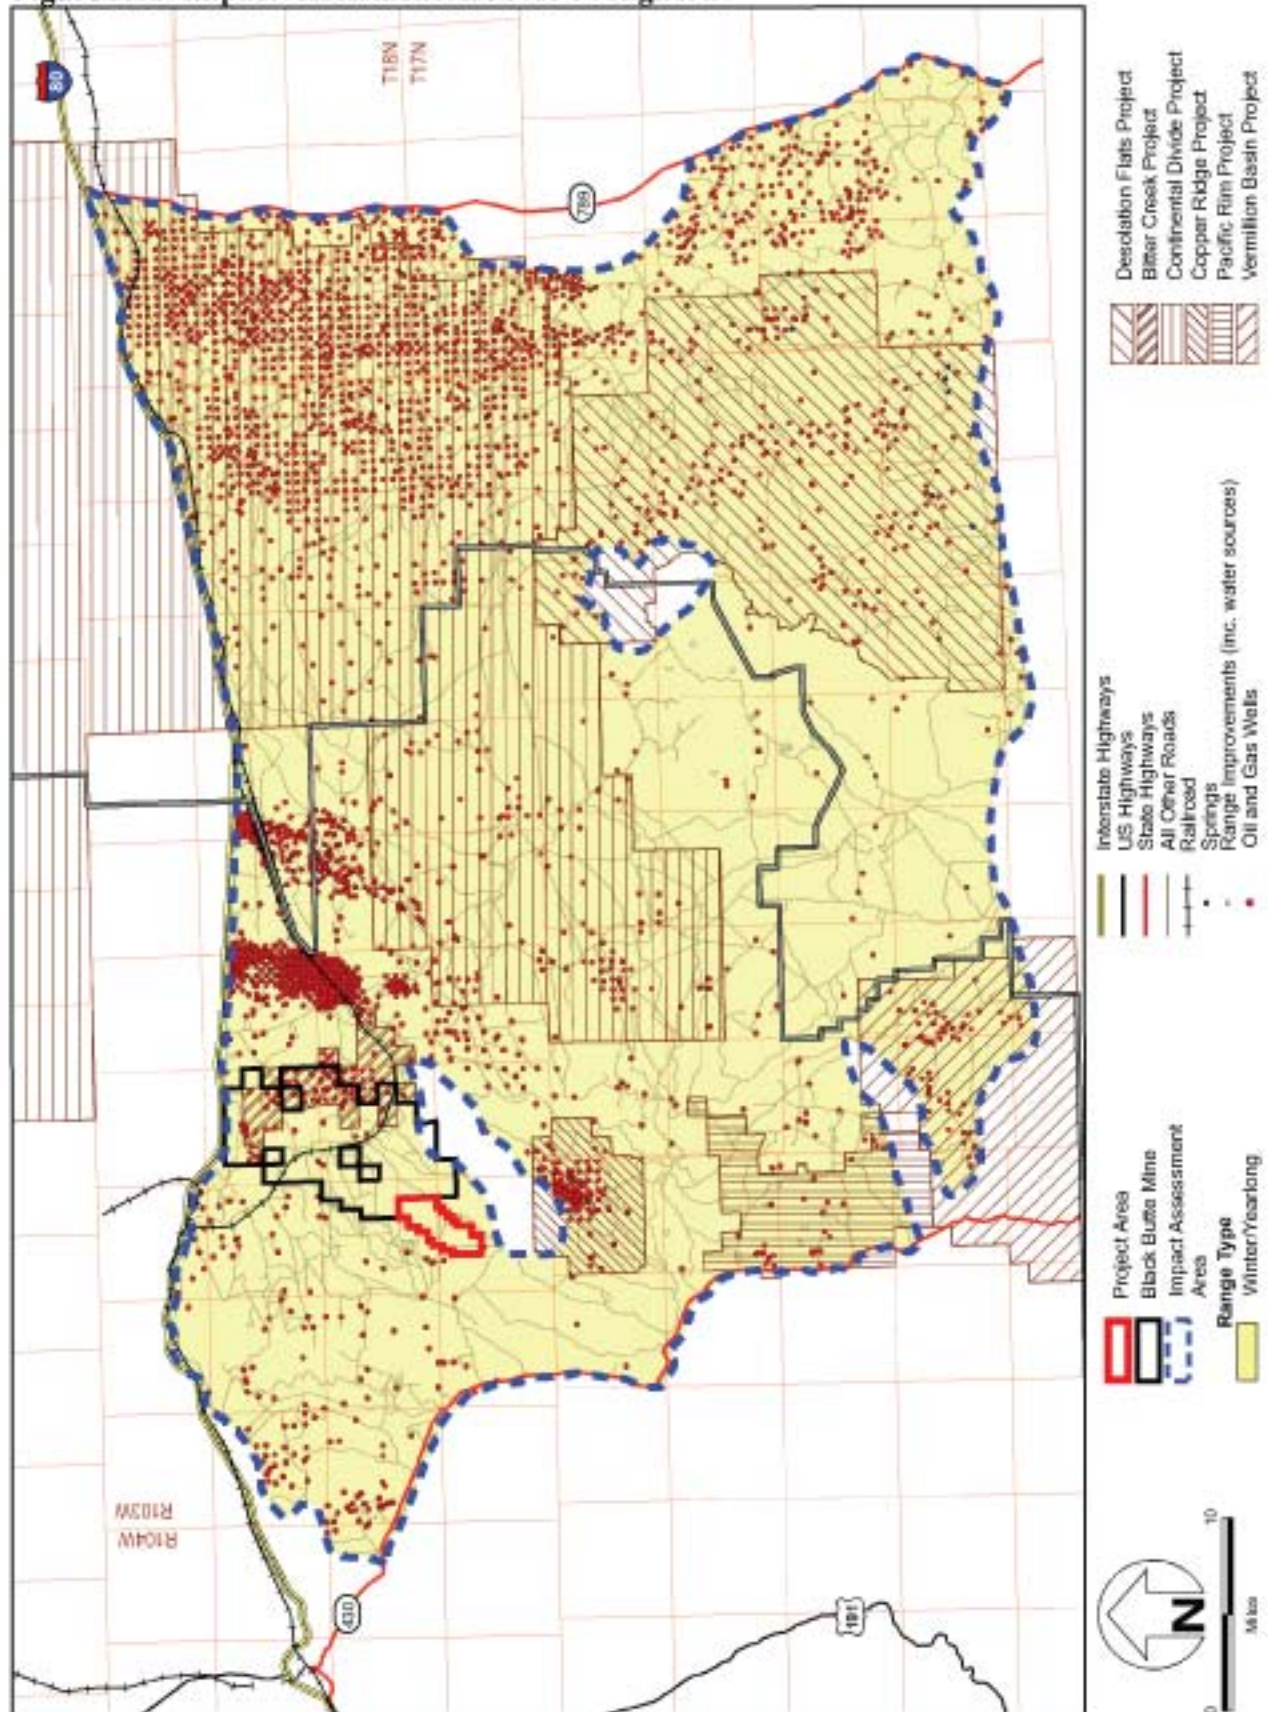 80
T18N
T17N
789
R103W
R104W
430
191
Desolation Flats Project
Bitter Creek Project
Continental Divide Project
Copper Ridge Project
Pacific Rim Project
Vermillion Basin Project
Interstate Highways
US Highways
State Highways
All Other Roads
Railroad
Springs
Range Improvements (inc. water sources)
Oil and Gas Wells
Project Area
Black Butte Mine
Impact Assessment
Area
Range Type
Winter/Yearlong
N
0
10
Miles